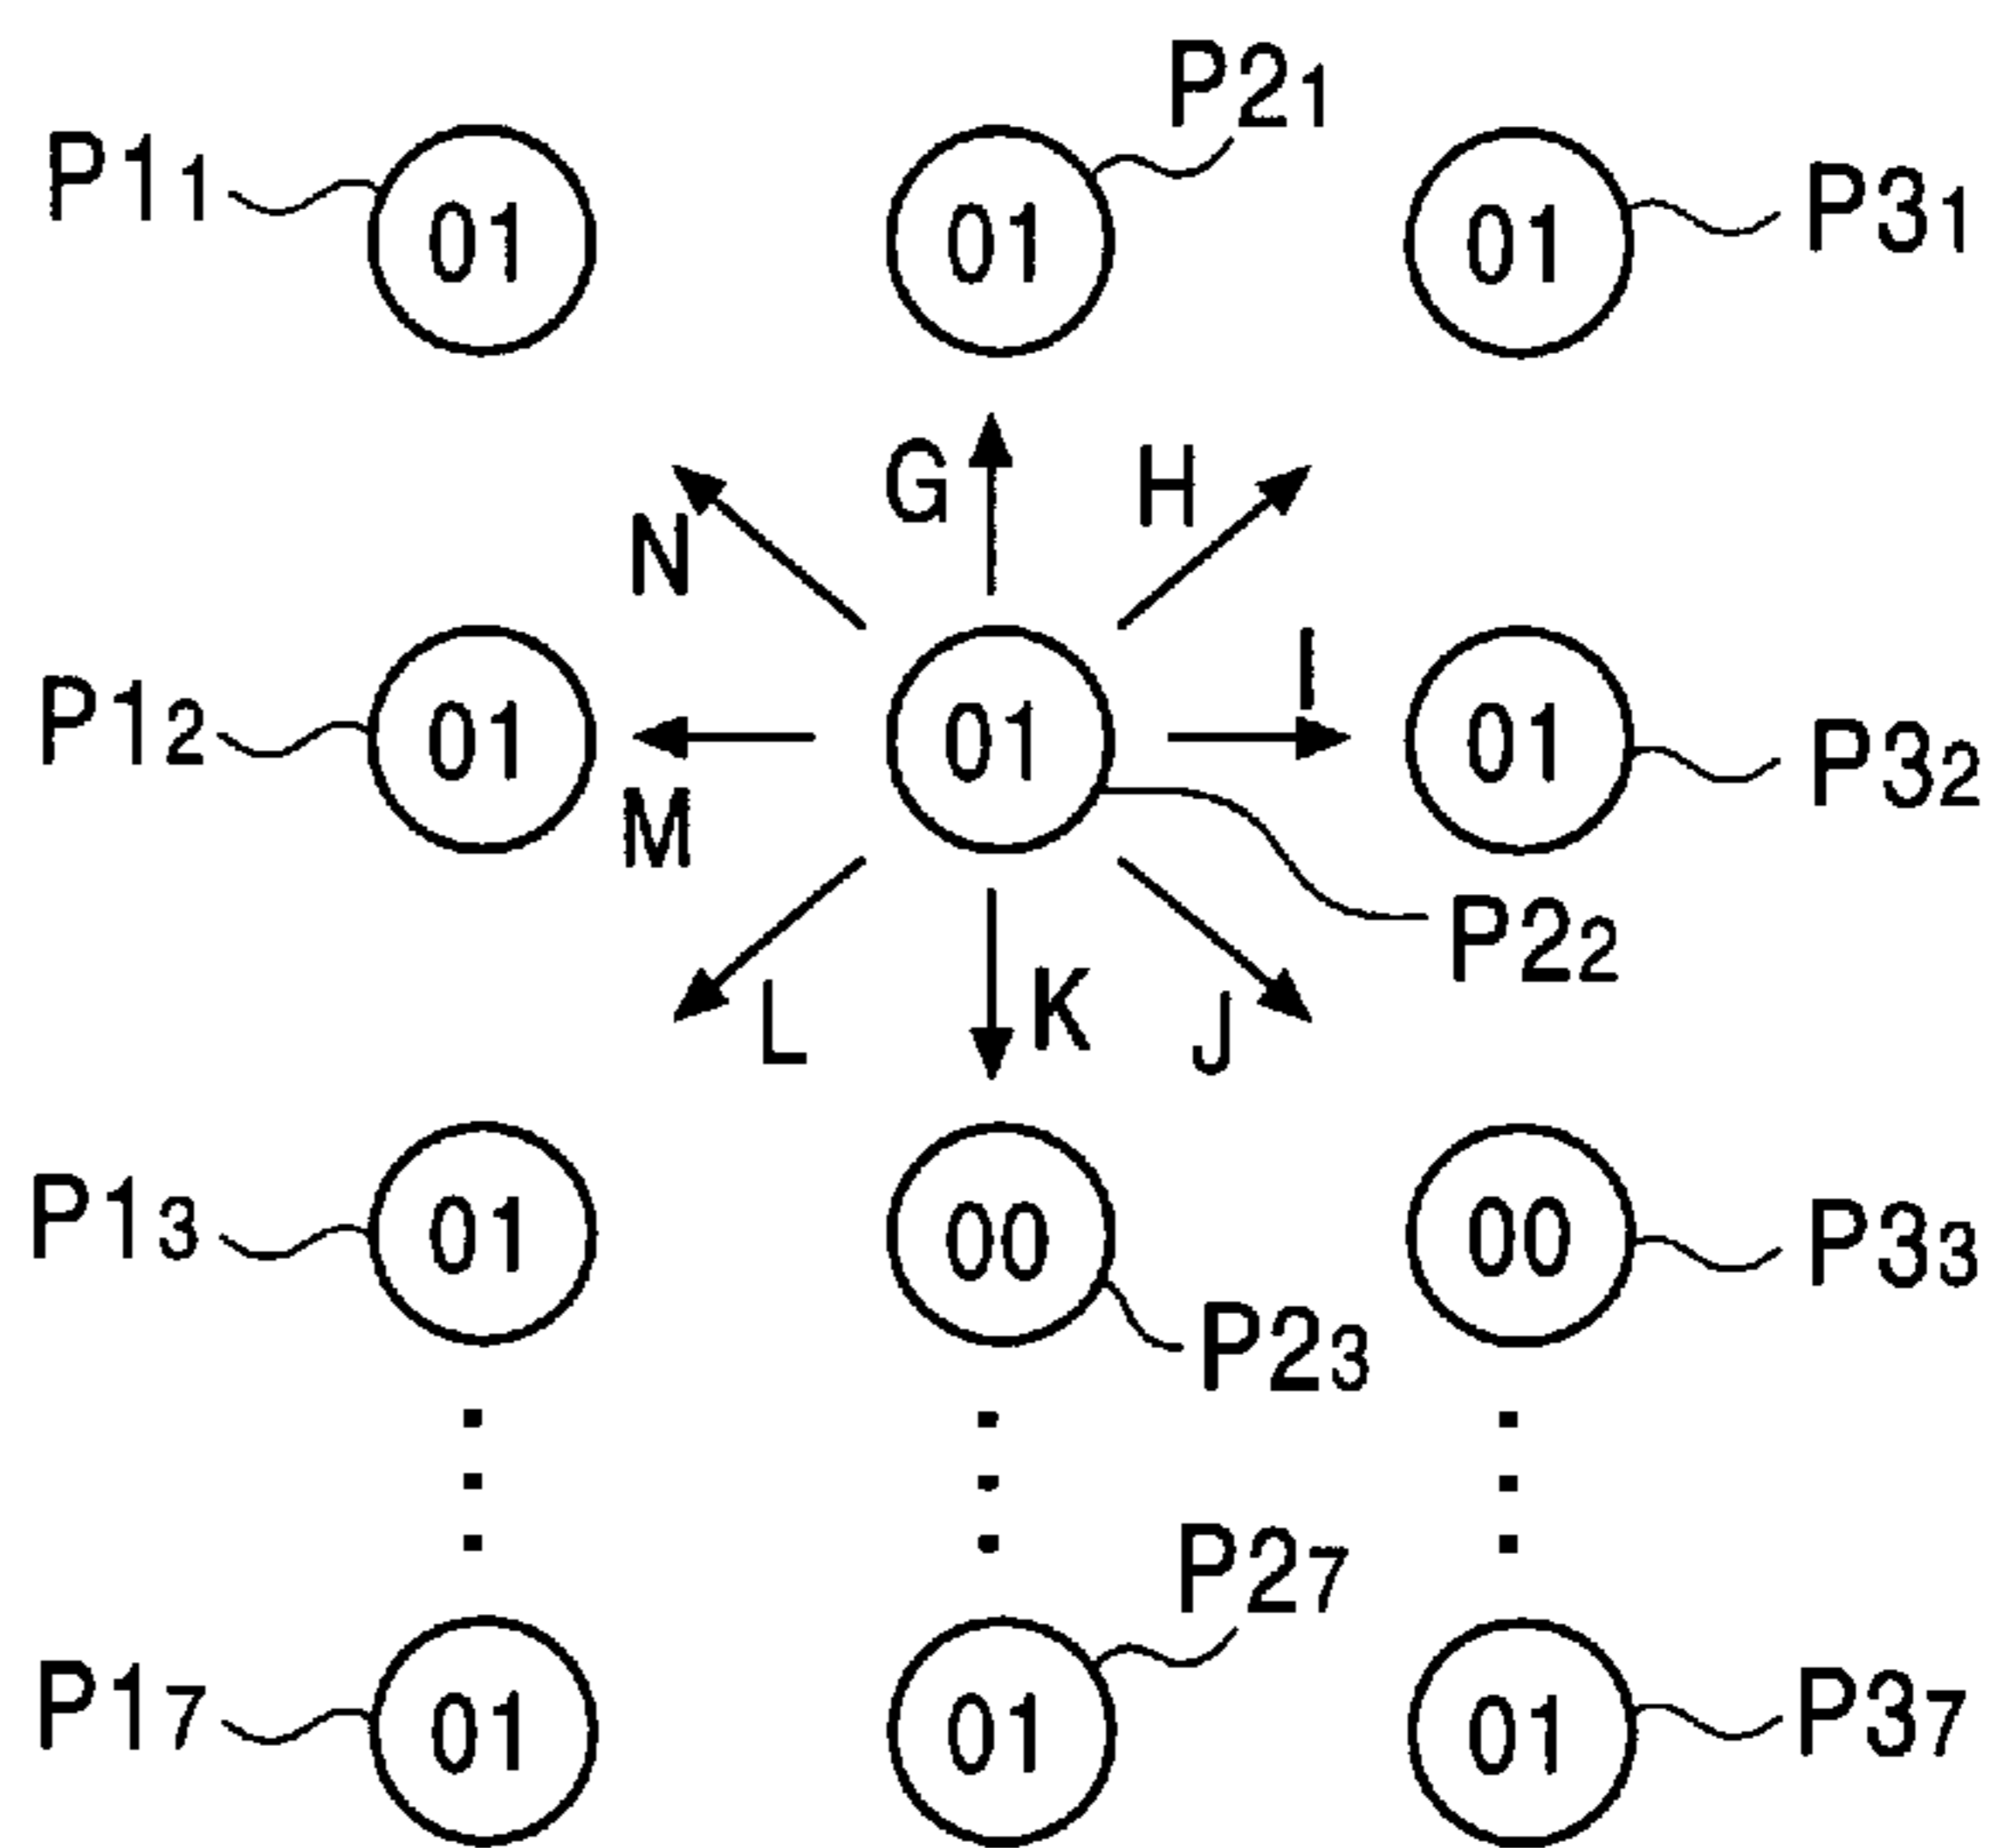 P2₁
P1₁ 01 01 01 P3₁
G H
N
I
P1₂ 01 01 01 P3₂
M
P2₂
L K J
P1₃ 01 00 00 P3₃
P2₃
P2₇
P1₇ 01 01 01 P3₇